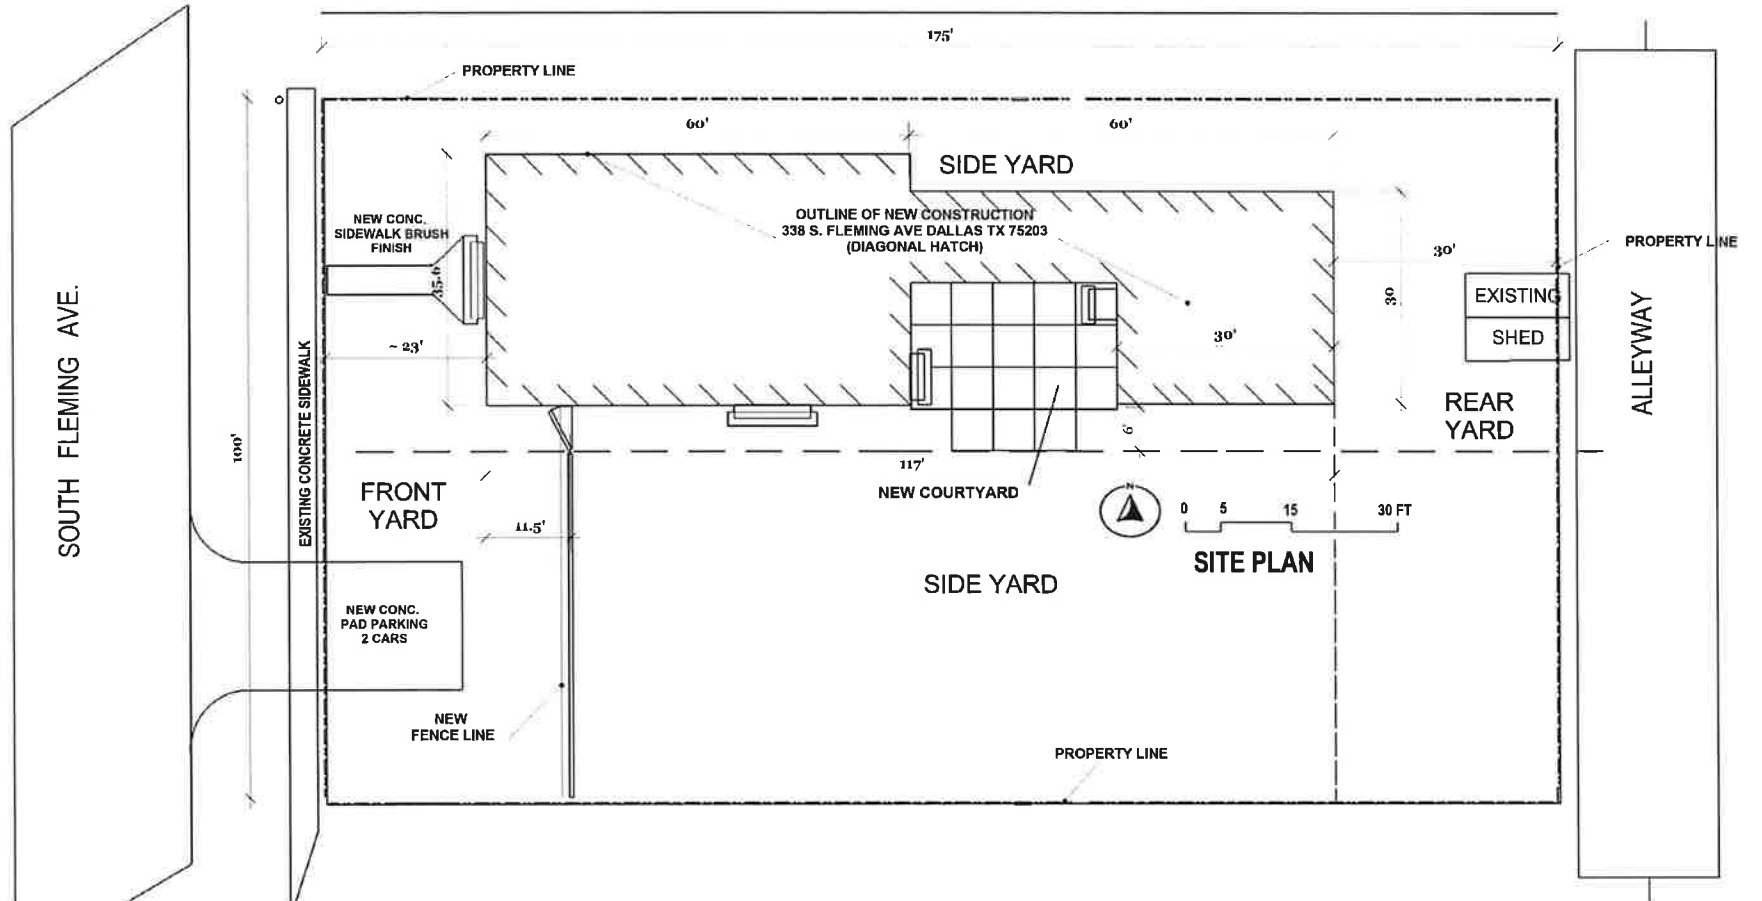 175'
PROPERTY LINE
60'
60'
SIDE YARD
OUTLINE OF NEW CONSTRUCTION
338 S. FLEMING AVE DALLAS TX 75203
(DIAGONAL HATCH)
NEW CONC.
SIDEWALK BRUSH
FINISH
35.6
30'
PROPERTY LINE
SOUTH FLEMING AVE.
EXISTING CONCRETE SIDEWALK
~ 23'
30
30'
EXISTING
SHED
ALLEYWAY
REAR
YARD
100'
6'
117'
NEW COURTYARD
FRONT
YARD
11.5'
N
0 5 15 30 FT
SITE PLAN
SIDE YARD
NEW CONC.
PAD PARKING
2 CARS
NEW
FENCE LINE
PROPERTY LINE